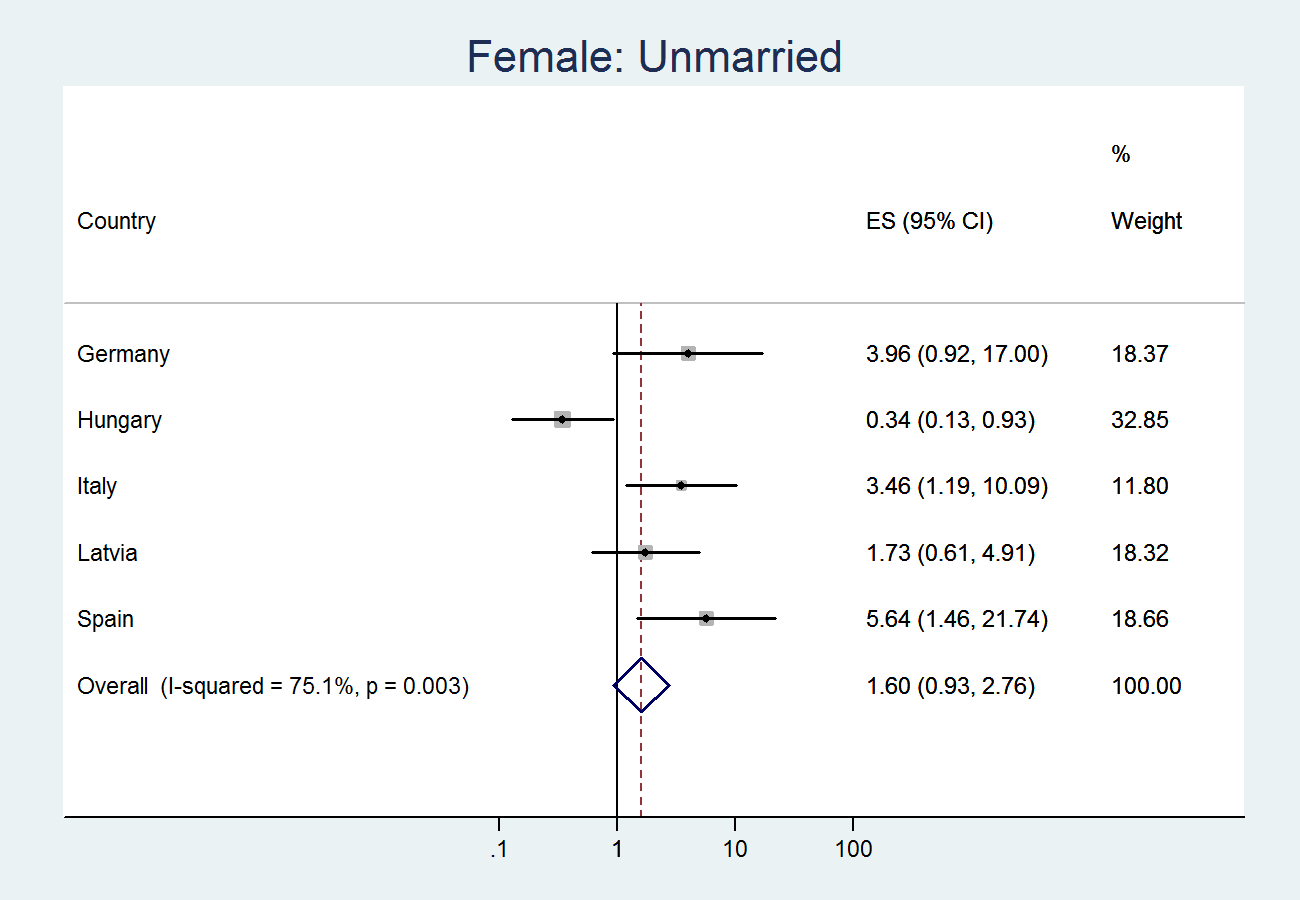 Female: Unmarried
%
Country ES (95% CI) Weight
Germany 3.96 (0.92, 17.00) 18.37
Hungary 0.34 (0.13, 0.93) 32.85
Italy 3.46 (1.19, 10.09) 11.80
Latvia 1.73 (0.61, 4.91) 18.32
Spain 5.64 (1.46, 21.74) 18.66
Overall (I-squared = 75.1%, p = 0.003) 1.60 (0.93, 2.76) 100.00
.1 1 10 100